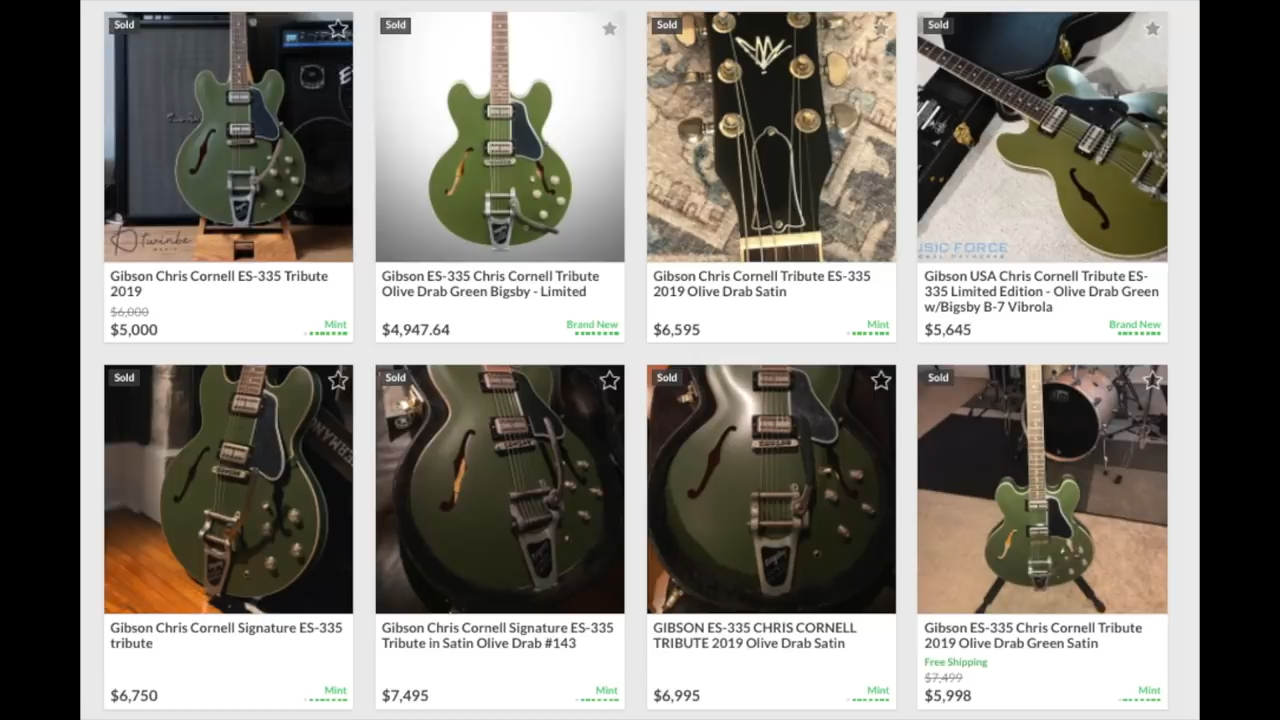 Sold
Sold
Sold
Sold
Gibson Chris Cornell ES-335 Tribute
2019
$6,000
$5,000
Mint
Gibson ES-335 Chris Cornell Tribute
Olive Drab Green Bigsby - Limited
$4,947.64
Brand New
Gibson Chris Cornell Tribute ES-335
2019 Olive Drab Satin
$6,595
Mint
USIC FORCE
Gibson USA Chris Cornell Tribute ES-
335 Limited Edition - Olive Drab Green
w/Bigsby B-7 Vibrola
$5,645
Brand New
Sold
Sold
Sold
Sold
Gibson Chris Cornell Signature ES-335
tribute
$6,750
Mint
Gibson Chris Cornell Signature ES-335
Tribute in Satin Olive Drab #143
$7,495
Mint
GIBSON ES-335 CHRIS CORNELL
TRIBUTE 2019 Olive Drab Satin
$6,995
Mint
Gibson ES-335 Chris Cornell Tribute
2019 Olive Drab Green Satin
Free Shipping
$7,499
$5,998
Mint